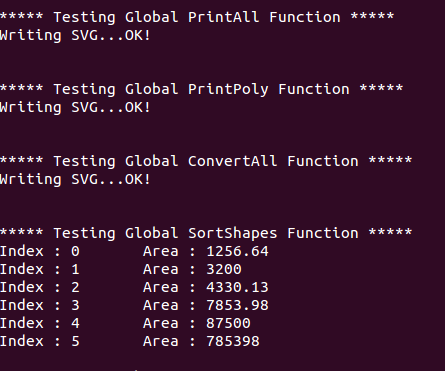 ***** Testing Global PrintAll Function *****
Writing SVG...OK!
***** Testing Global PrintPoly Function *****
Writing SVG...OK!
***** Testing Global ConvertAll Function *****
Writing SVG...OK!
***** Testing Global SortShapes Function *****
Index : 0       Area : 1256.64
Index : 1       Area : 3200
Index : 2       Area : 4330.13
Index : 3       Area : 7853.98
Index : 4       Area : 87500
Index : 5       Area : 785398